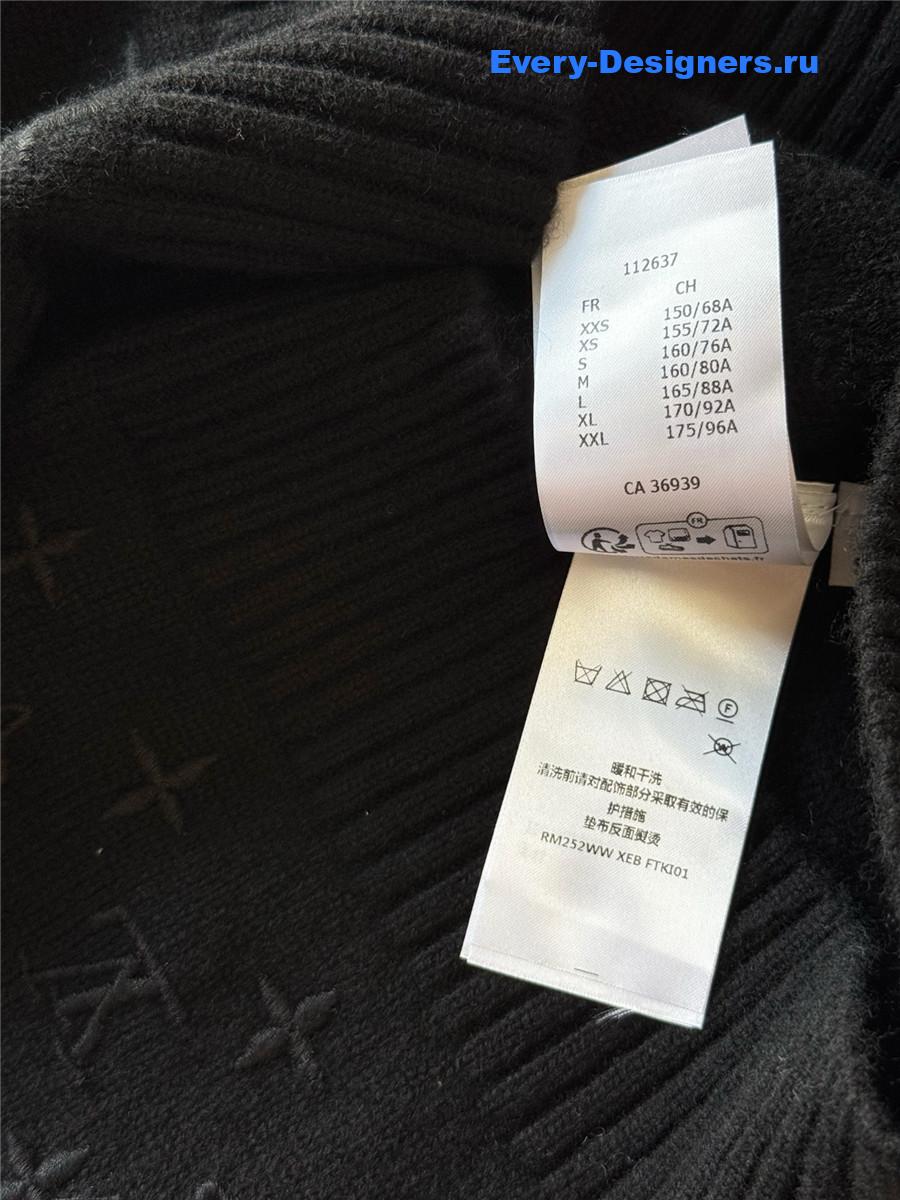 Every-Designers.ru
112637
FR CH
XXS 150/68A
XS 155/72A
S 160/76A
M 160/80A
L 165/88A
XL 170/92A
XXL 175/96A
CA 36939
FR
F
W
暖和干洗
清洗前请对配饰部分采取有效的保
护措施
垫布反面熨烫
RM252WW XEB FTKI01